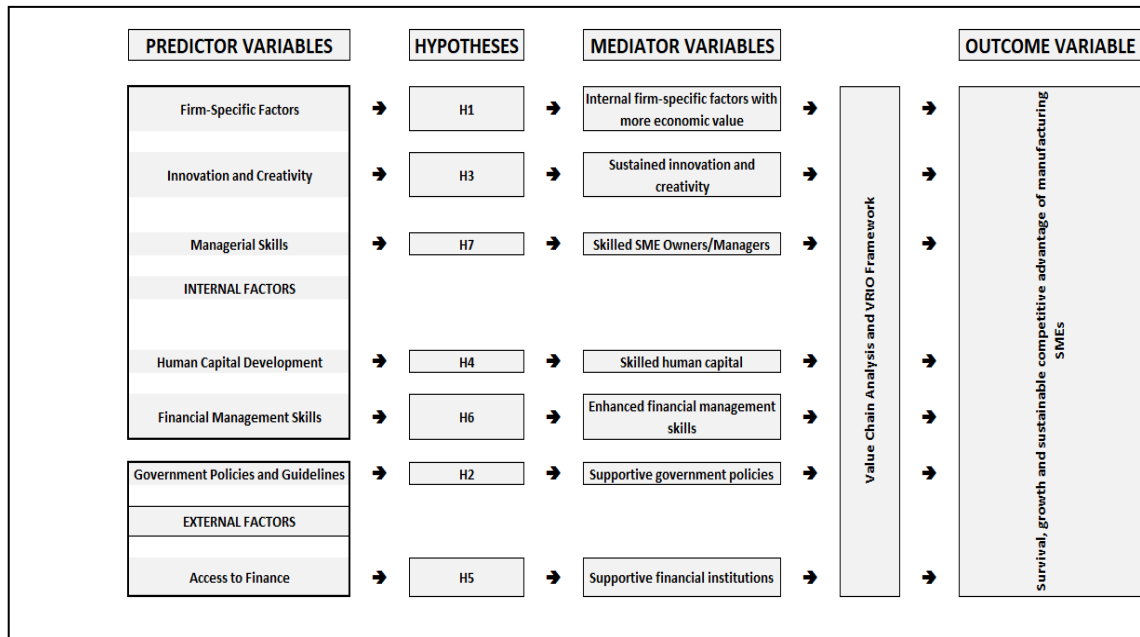 PREDICTOR VARIABLES
HYPOTHESES
MEDIATOR VARIABLES
OUTCOME VARIABLE
Firm-Specific Factors
H1
Internal firm-specific factors with
more economic value
Innovation and Creativity
H3
Sustained innovation and
creativity
Managerial Skills
H7
Skilled SME Owners/Managers
INTERNAL FACTORS
Human Capital Development
H4
Skilled human capital
Financial Management Skills
H6
Enhanced financial management
skills
Government Policies and Guidelines
H2
Supportive government policies
EXTERNAL FACTORS
Access to Finance
H5
Supportive financial institutions
Value Chain Analysis and VRIO Framework
Survival, growth and sustainable competitive advantage of manufacturing
SMEs